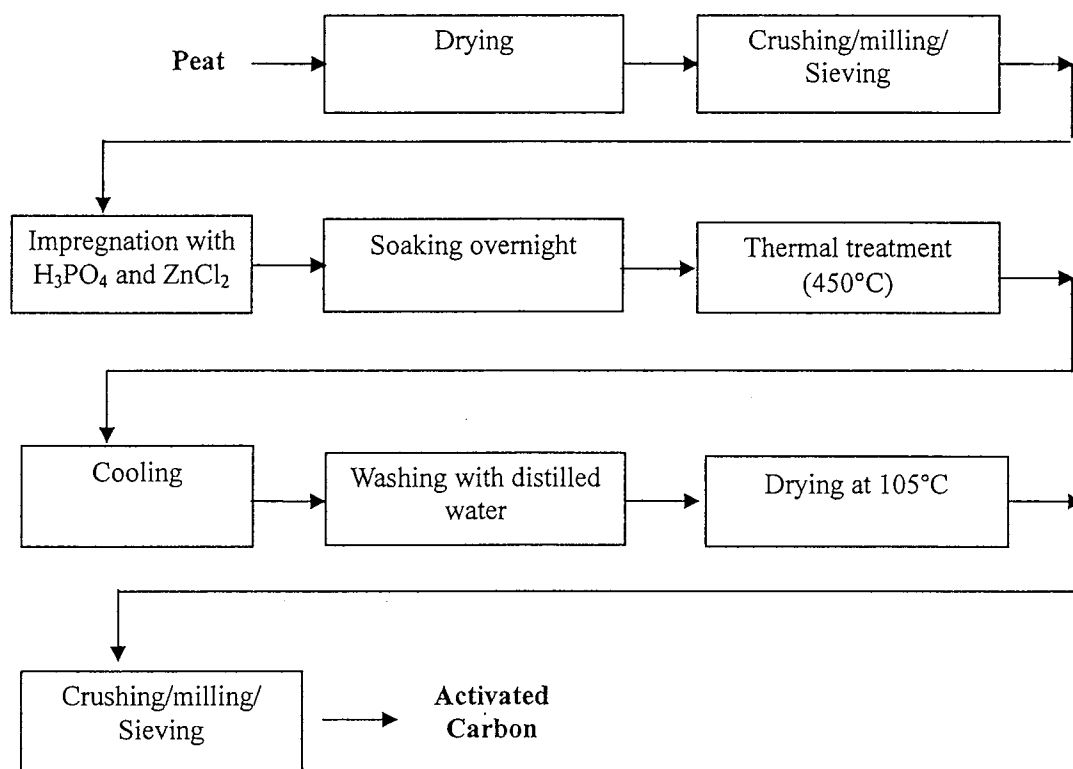 Peat
Drying
Crushing/milling/
Sieving
Impregnation with
H₃PO₄ and ZnCl₂
Soaking overnight
Thermal treatment
(450°C)
Cooling
Washing with distilled
water
Drying at 105°C
Crushing/milling/
Sieving
Activated
Carbon